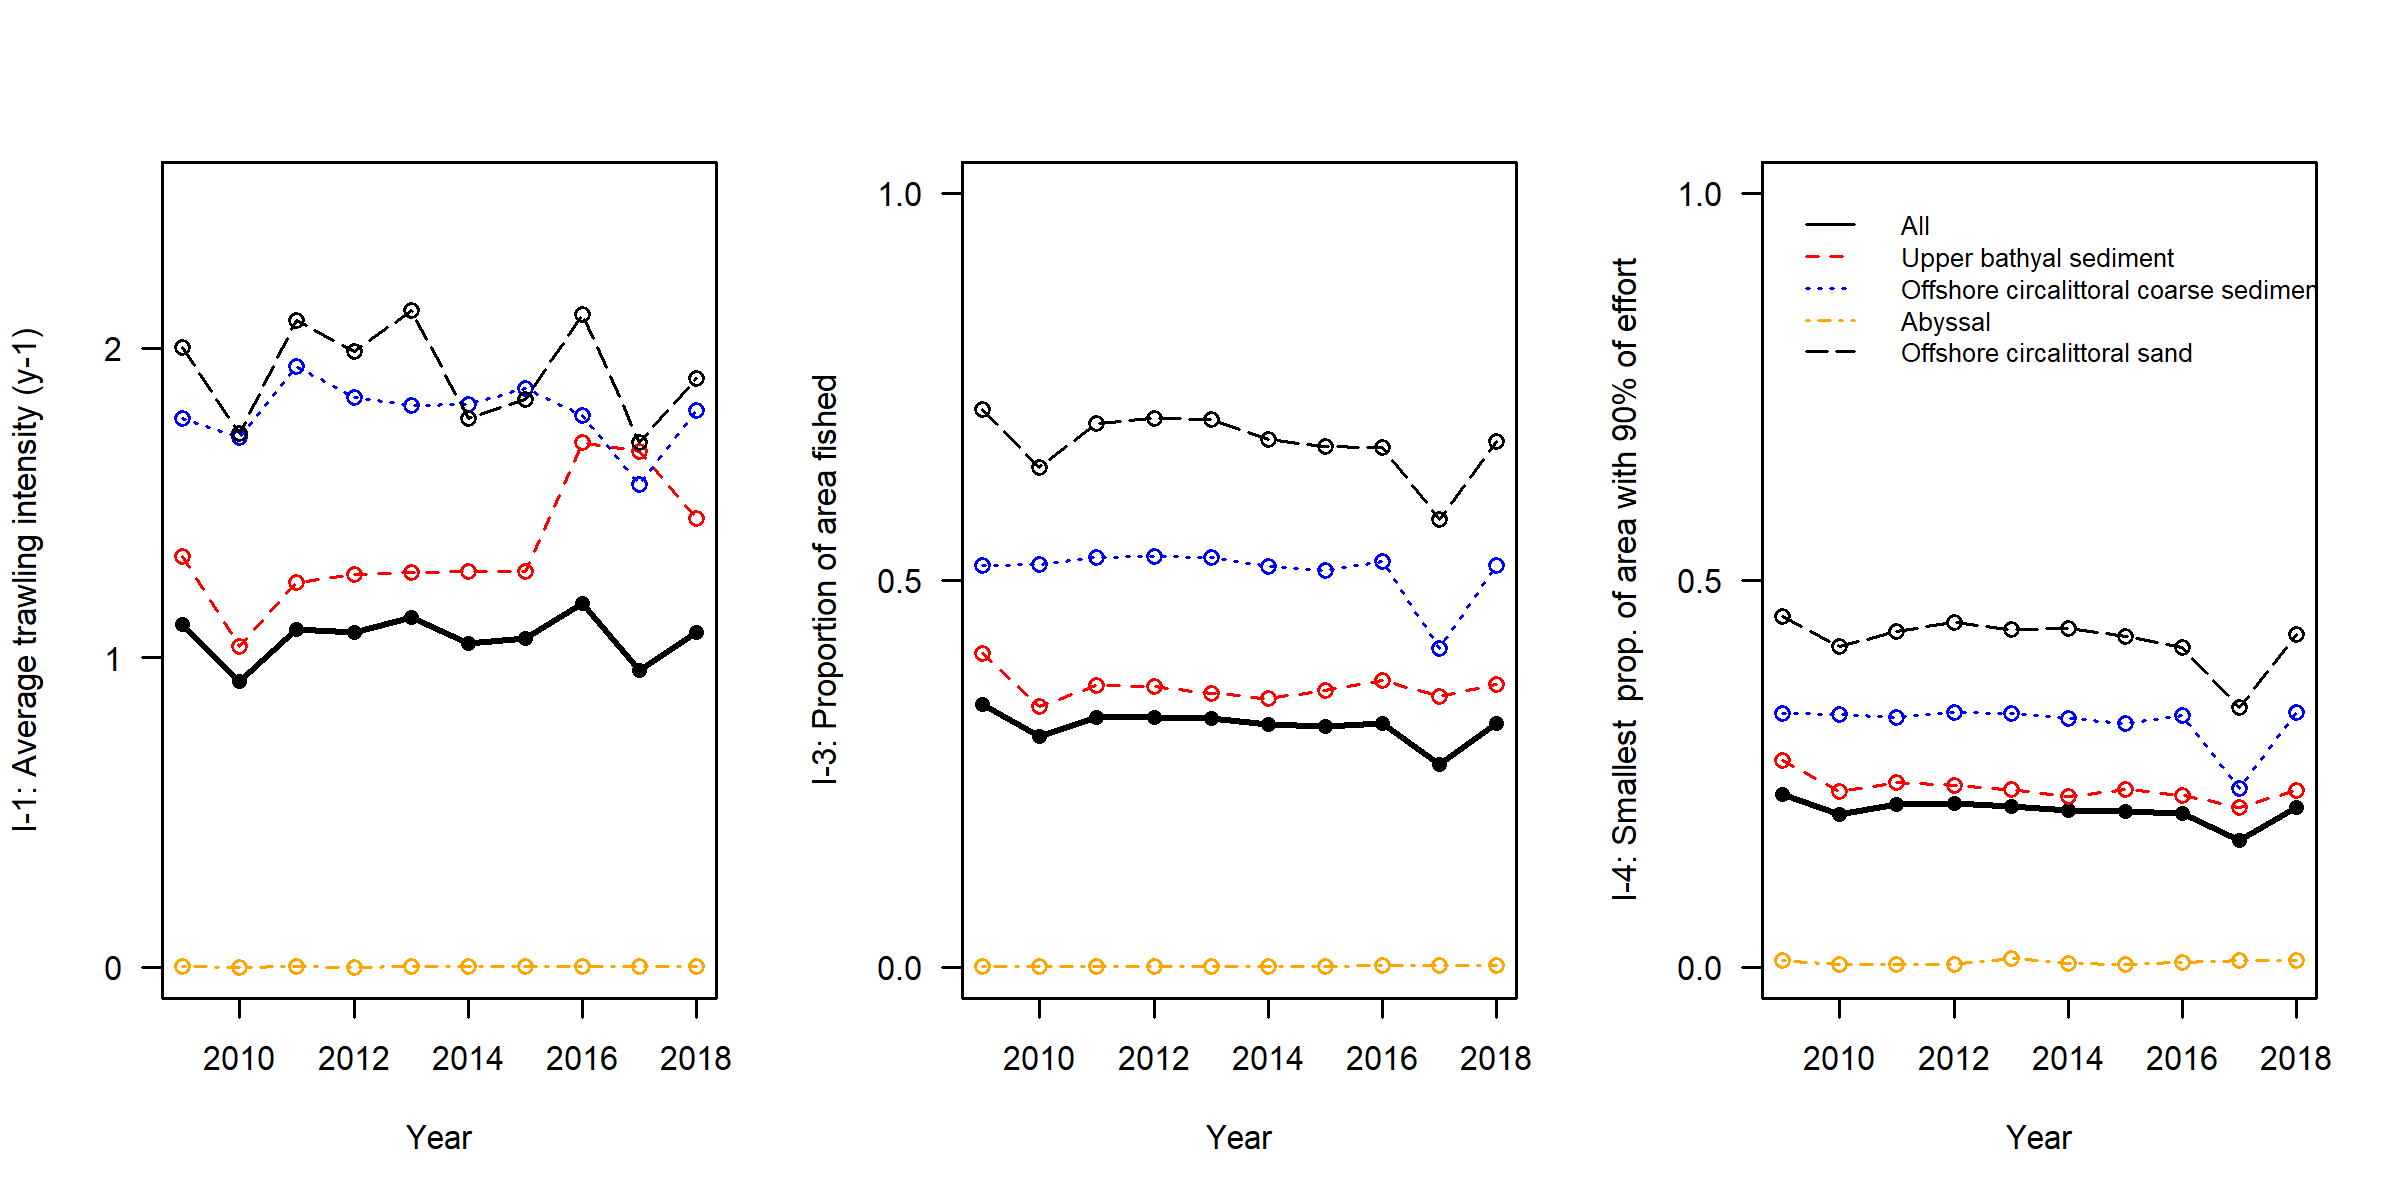 I-1: Average trawling intensity (y-1)
2
1
0
2010 2012 2014 2016 2018
Year
I-3: Proportion of area fished
1.0
0.5
0.0
2010 2012 2014 2016 2018
Year
I-4: Smallest prop. of area with 90% of effort
1.0
0.5
0.0
All
Upper bathyal sediment
Offshore circalittoral coarse sedimen
Abyssal
Offshore circalittoral sand
2010 2012 2014 2016 2018
Year